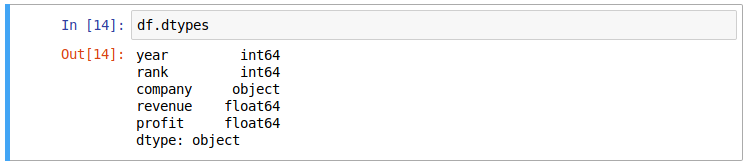 In [14]: df.dtypes
Out[14]: year int64
rank int64
company object
revenue float64
profit float64
dtype: object